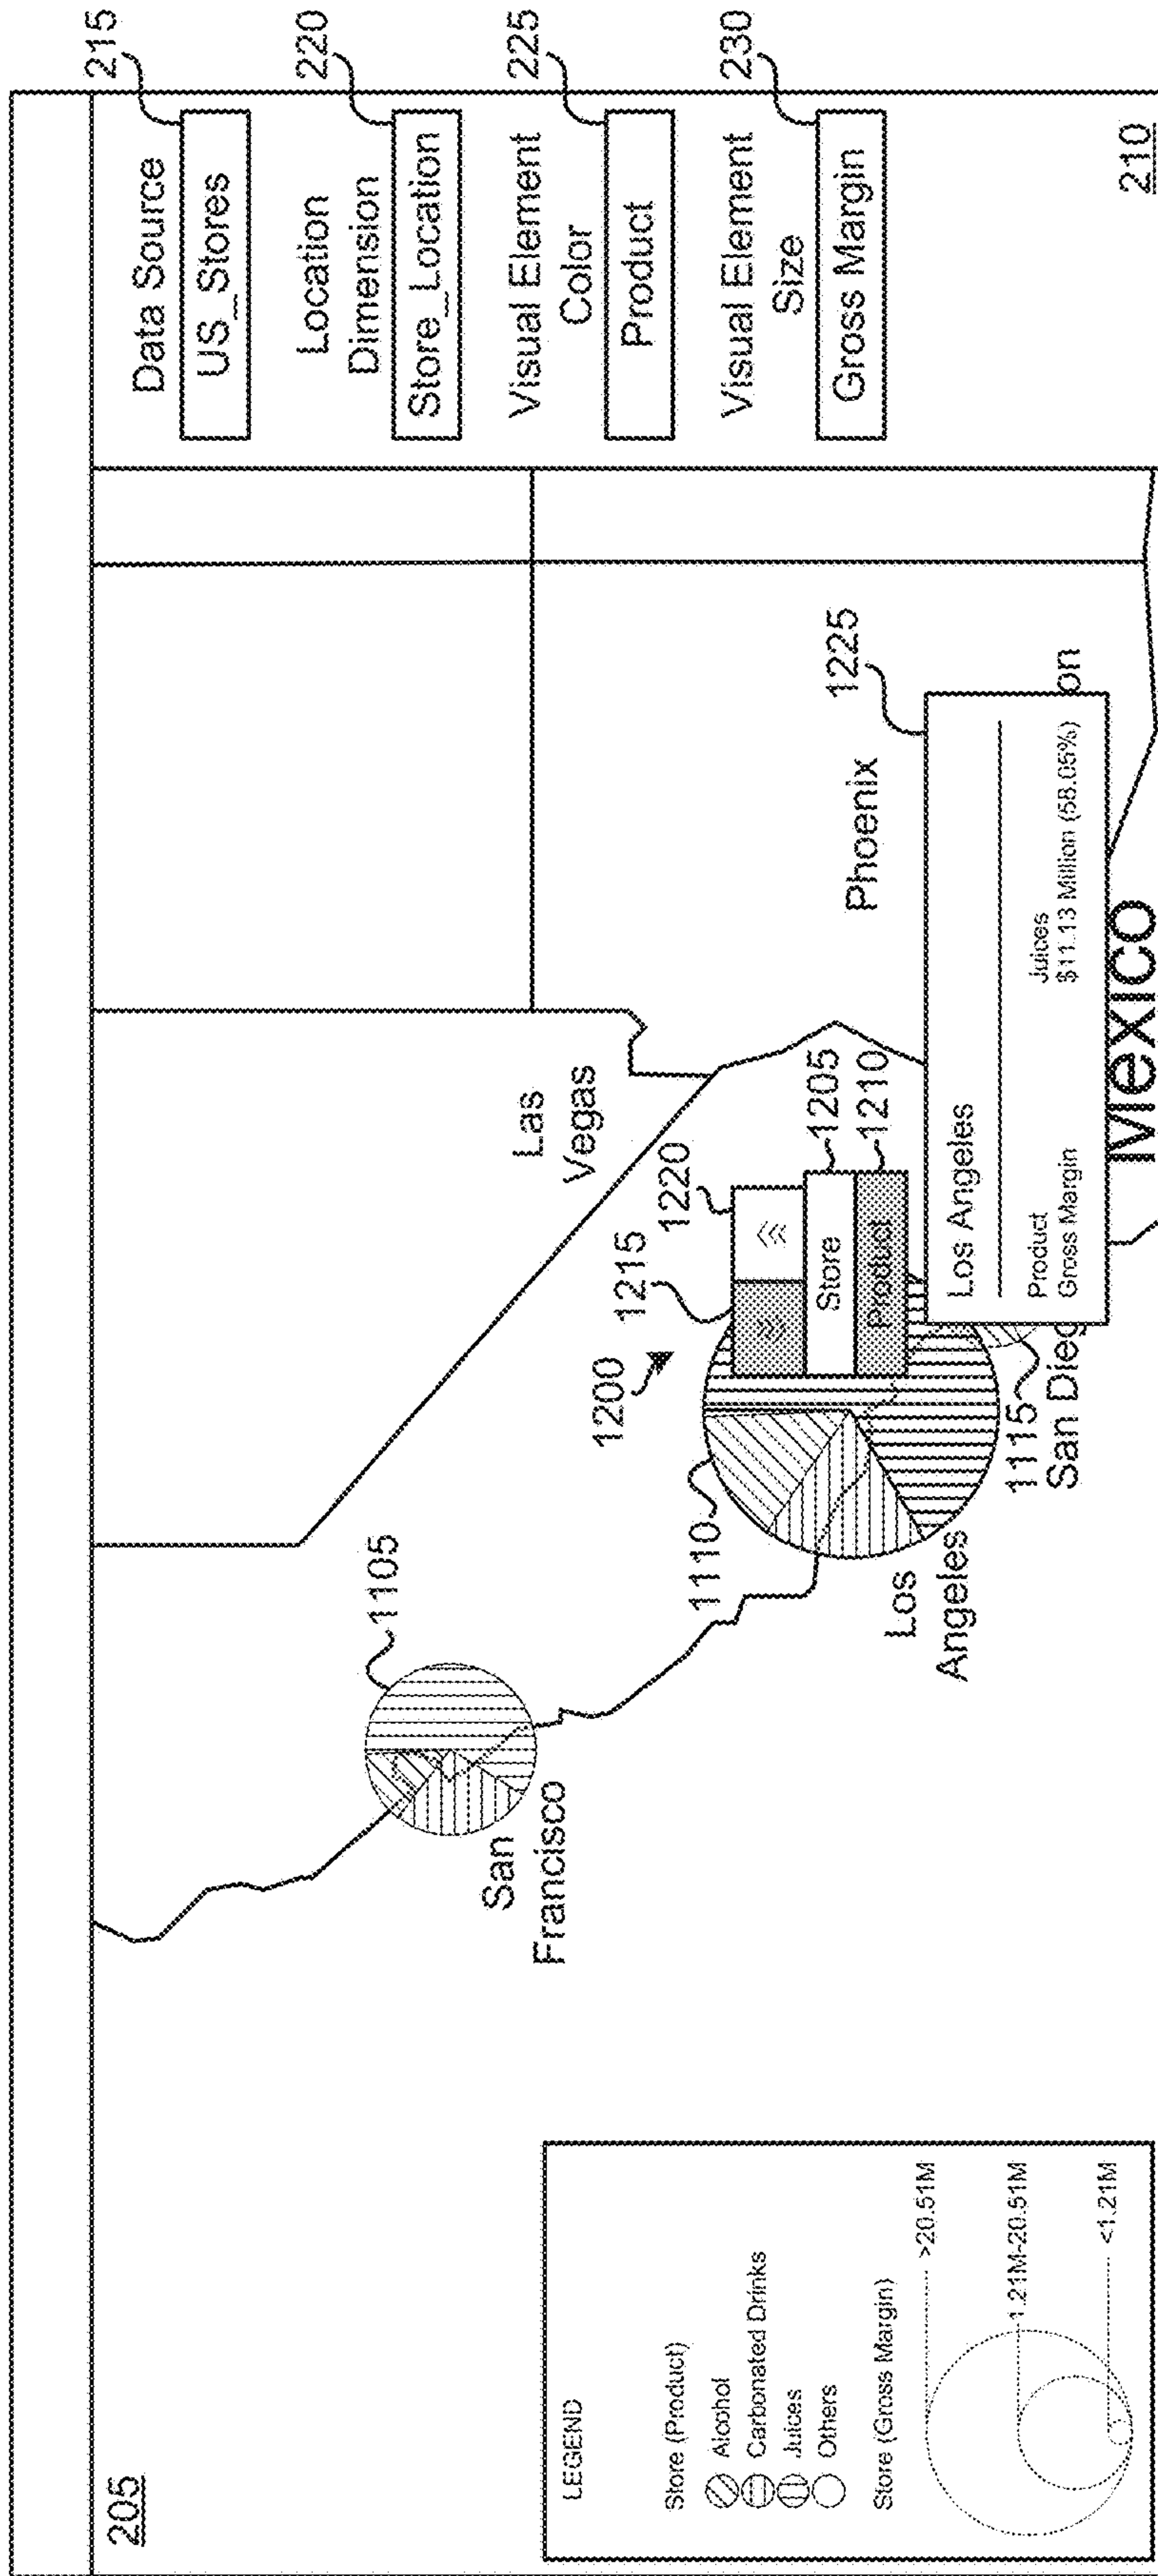 205
215
Data Source
US_Stores
220
Location
Dimension
Store_Location
225
Visual Element
Color
Product
230
Visual Element
Size
Gross Margin
210
1105
San
Francisco
Las
Vegas
1200
1215
1220
Store
1205
Product
1210
1110
Los
Angeles
1115
San Dieg
Phoenix
1225
Los Angeles
Product
Juices
Gross Margin
$11.13 Million (58.05%)
on
Mexico
LEGEND
Store (Product)
Alcohol
Carbonated Drinks
Juices
Others
Store (Gross Margin)
>20.51M
1.21M-20.51M
<1.21M